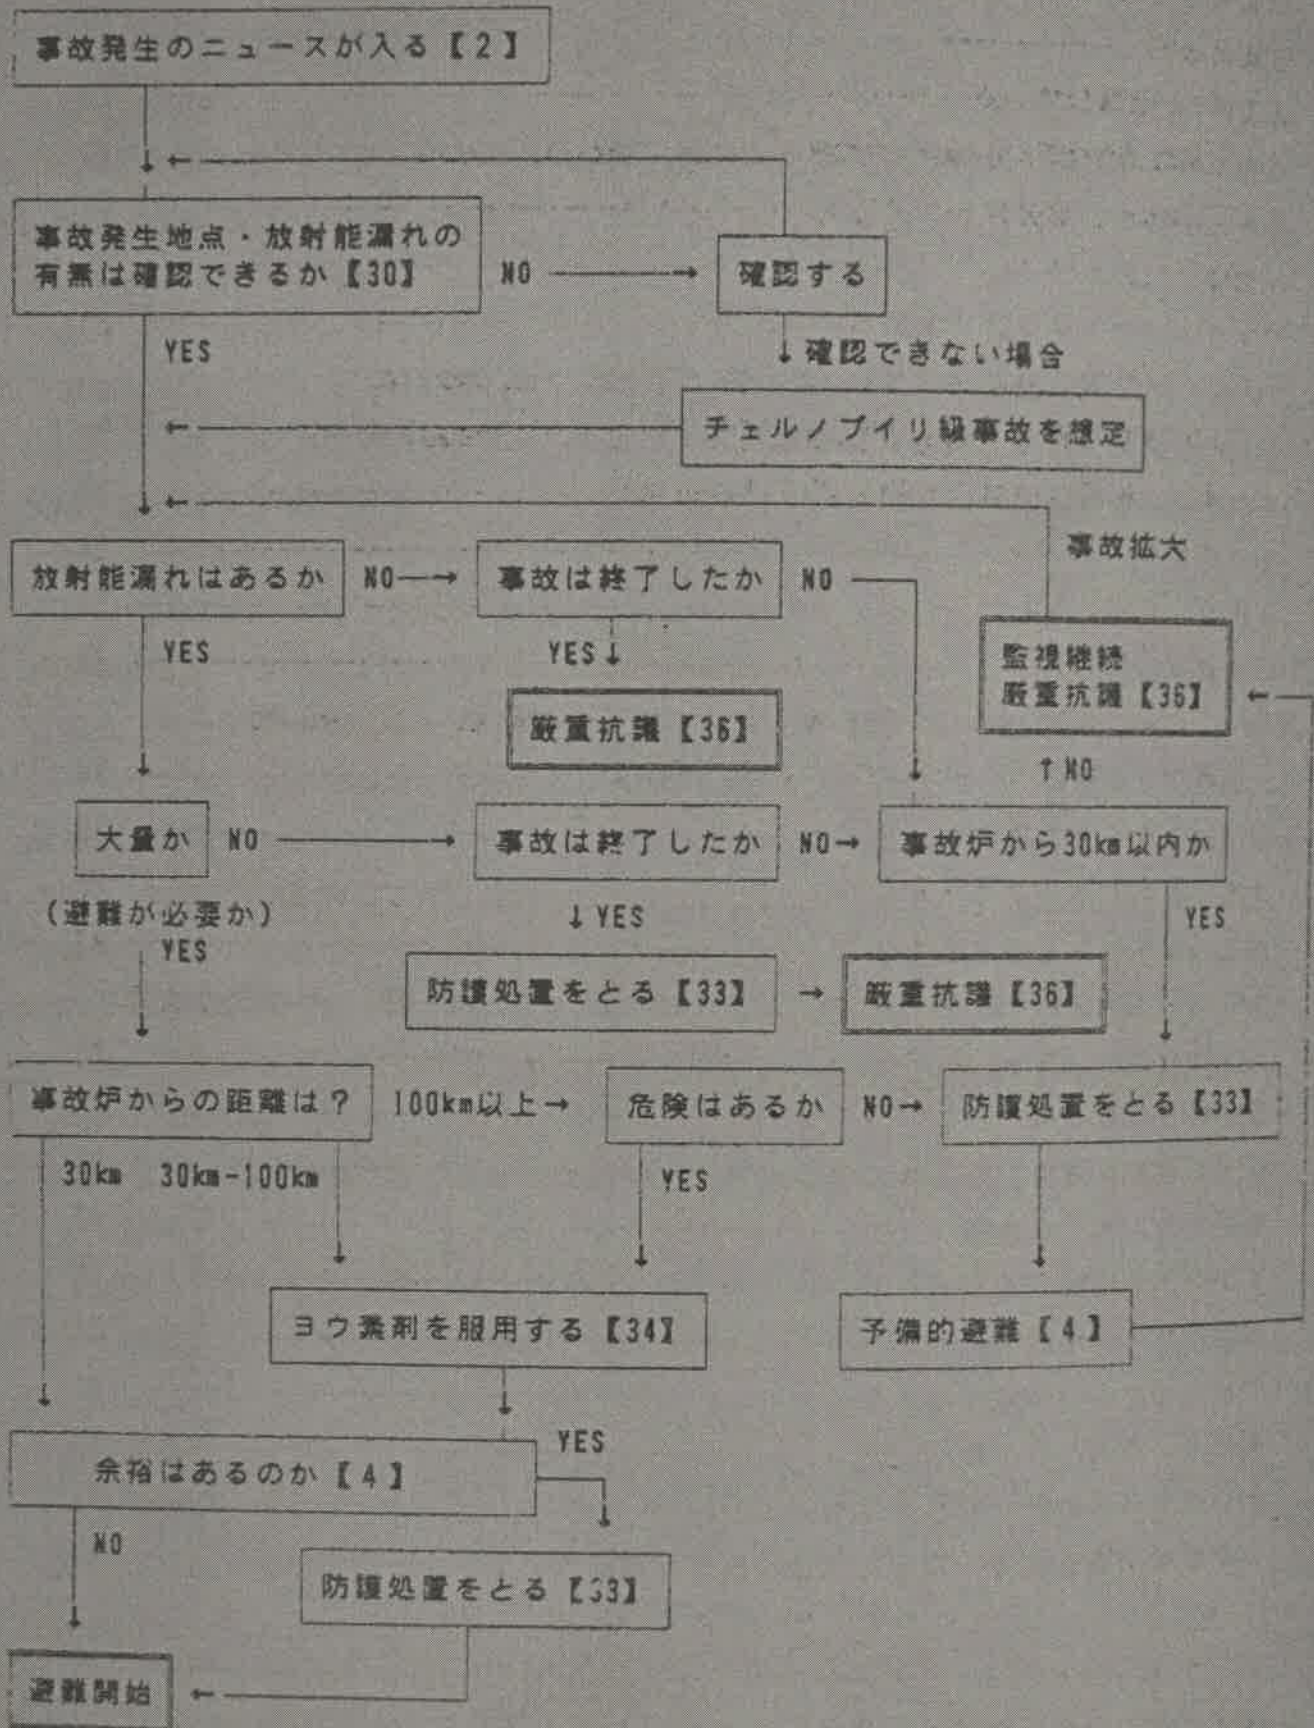 事故発生のニュースが入る【2】
事故発生地点・放射能漏れの
有無は確認できるか【30】
NO
確認する
YES
確認できない場合
チェルノブイリ級事故を想定
事故拡大
放射能漏れはあるか
NO
事故は終了したか
NO
YES
YES
監視継続
厳重抗議【36】
厳重抗議【36】
NO
大量か
NO
事故は終了したか
NO
事故炉から30km以内か
(避難が必要か)
YES
YES
YES
防護処置をとる【33】
厳重抗議【36】
事故炉からの距離は?
100km以上
危険はあるか
NO
防護処置をとる【33】
30km
30km-100km
YES
ヨウ素剤を服用する【34】
予備的避難【4】
余裕はあるのか【4】
YES
NO
防護処置をとる【33】
避難開始